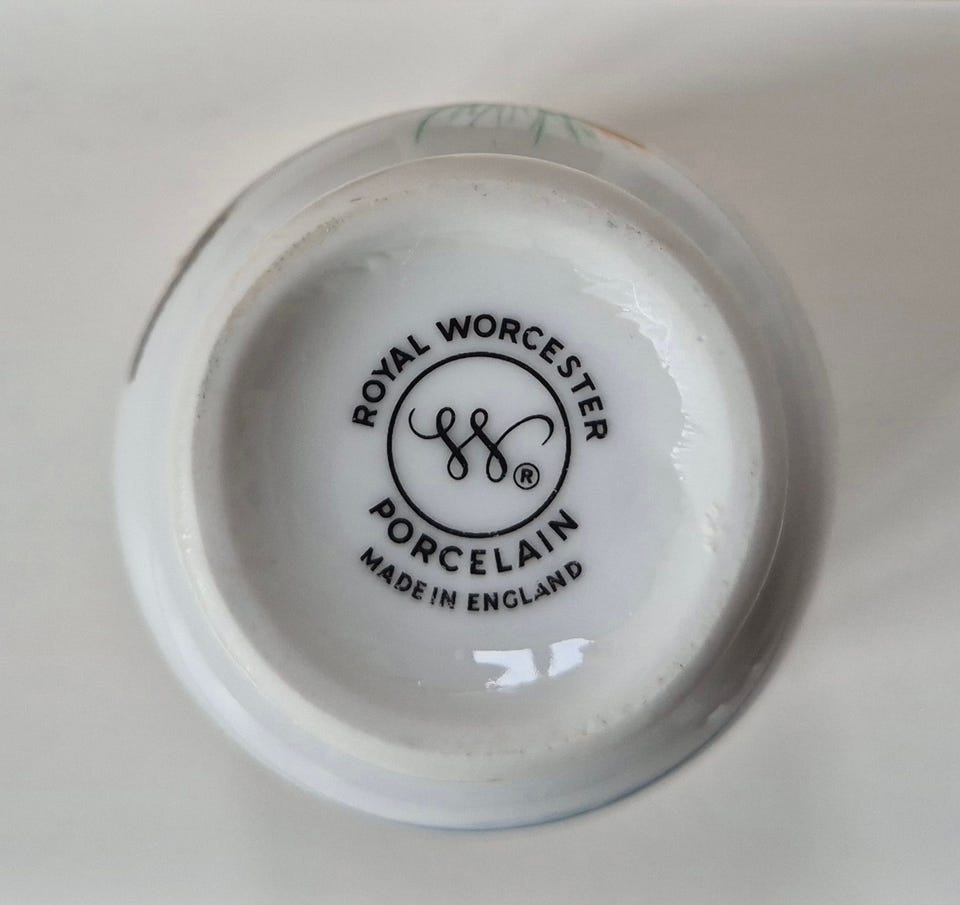 ROYAL WORCESTER
W®
PORCELAIN
MADE IN ENGLAND